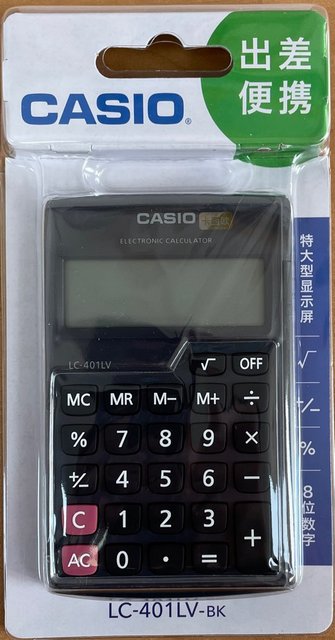 出差
便携
CASIO®
CASIO
ELECTRONIC CALCULATOR
特大型显示屏
√
+/-
%
8位数字
LC-401LV
√ OFF
MC MR M− M+ ÷
% 7 8 9 ×
+/- 4 5 6 −
C 1 2 3 +
AC 0 · =
LC-401LV-BK